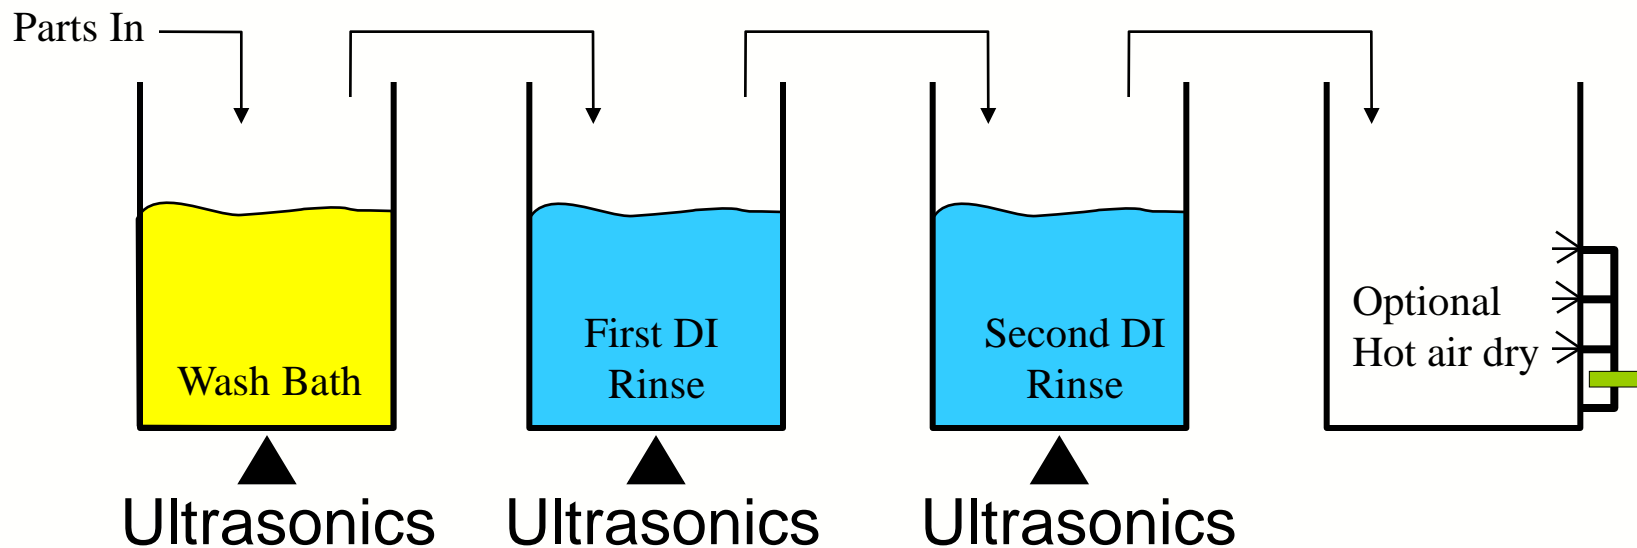 Parts In
Wash Bath
First DI
Rinse
Second DI
Rinse
Optional
Hot air dry
Ultrasonics
Ultrasonics
Ultrasonics